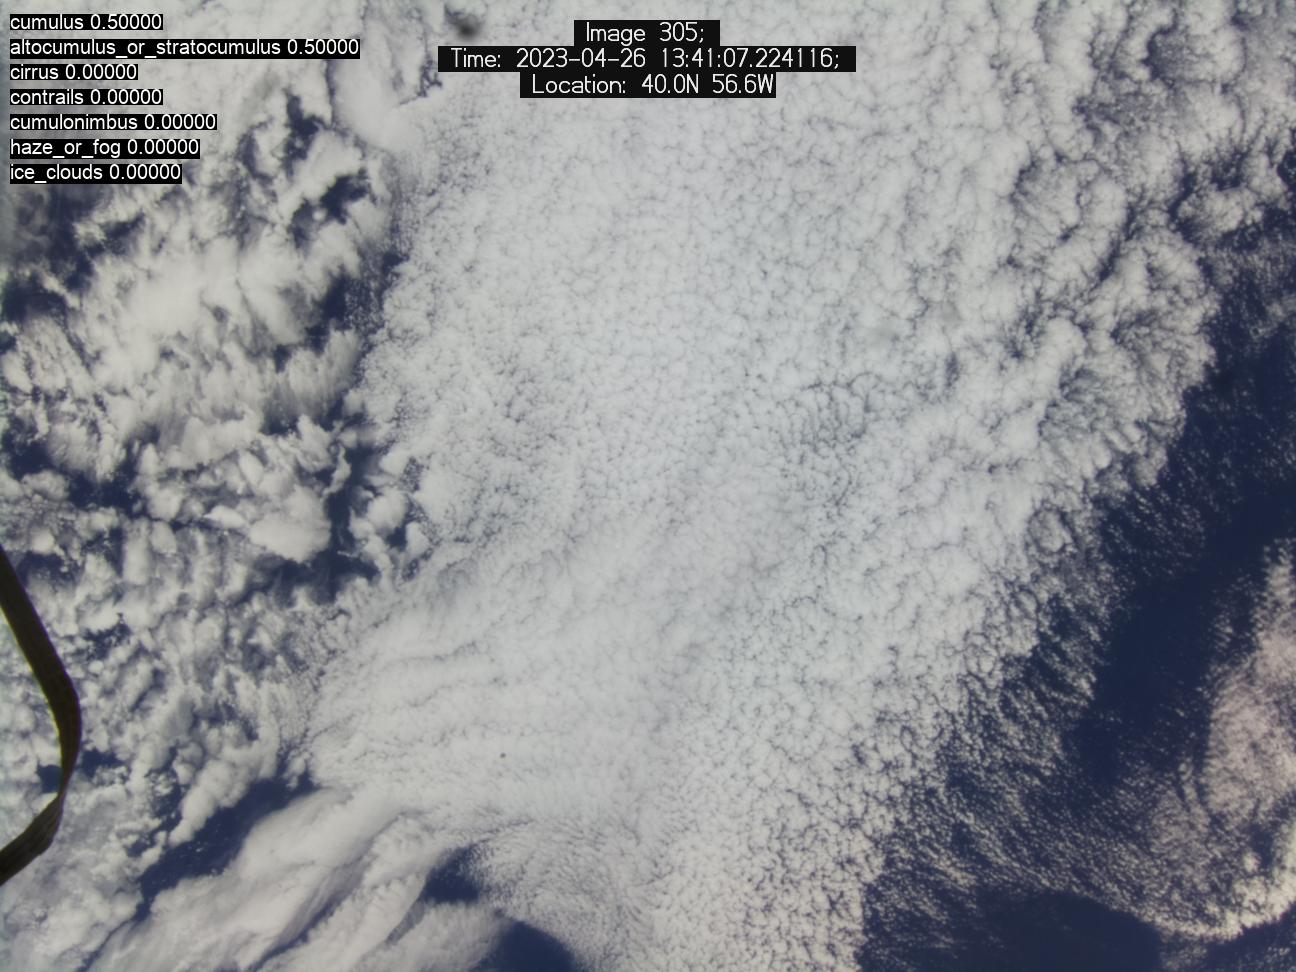 cumulus 0.50000
altocumulus_or_stratocumulus 0.50000
cirrus 0.00000
contrails 0.00000
cumulonimbus 0.00000
haze_or_fog 0.00000
ice_clouds 0.00000
Image 305;
Time: 2023-04-26 13:41:07.224116;
Location: 40.0N 56.6W